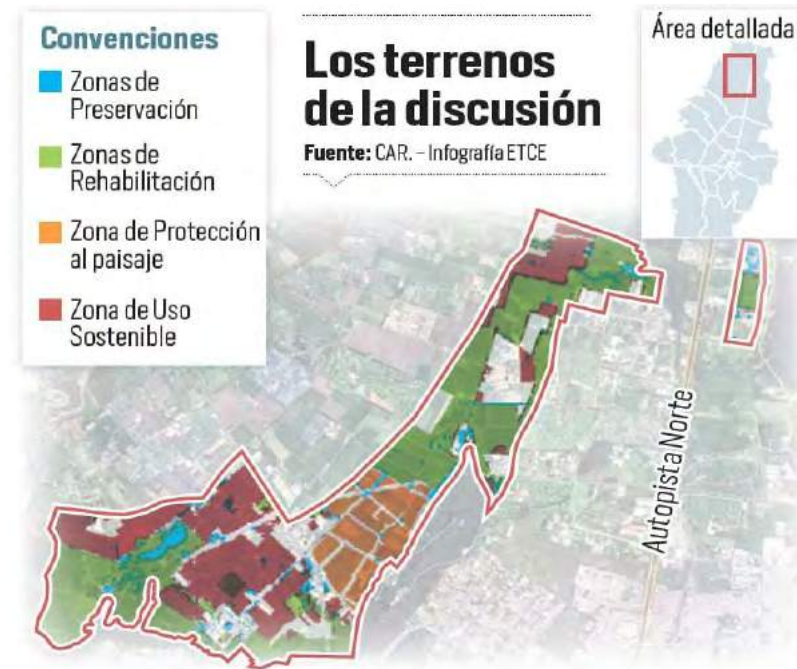 Convenciones
Zonas de
Preservación
Zonas de
Rehabilitación
Zona de Protección
al paisaje
Zona de Uso
Sostenible
Los terrenos
de la discusión
Fuente: CAR. – Infografía ETCE
Área detallada
Autopista Norte